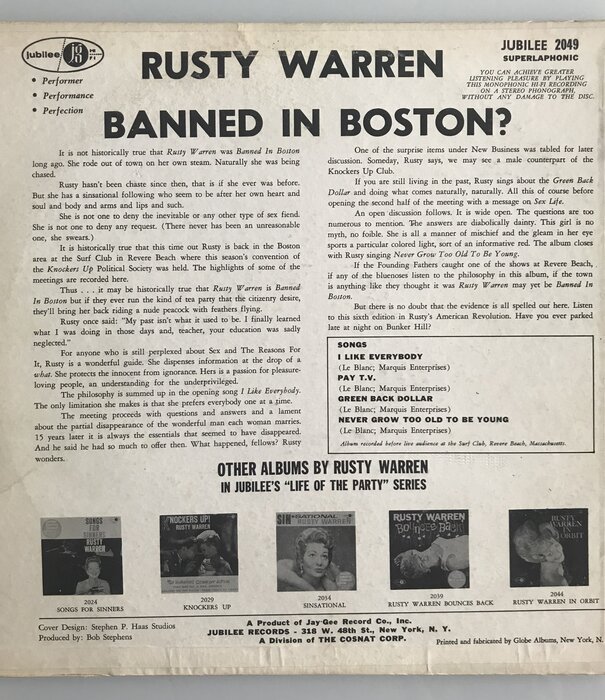 jubilee jg HI FI
RUSTY WARREN
JUBILEE 2049
SUPERLAPHONIC
YOU CAN ACHIEVE GREATER
LISTENING PLEASURE BY PLAYING
THIS MONOPHONIC HI-FI RECORDING
ON A STEREO PHONOGRAPH,
WITHOUT ANY DAMAGE TO THE DISC.
• Performer
• Performance
• Perfection
BANNED IN BOSTON?
It is not historically true that Rusty Warren was Banned In Boston
long ago. She rode out of town on her own steam. Naturally she was being
chased.
Rusty hasn't been chaste since then, that is if she ever was before.
But she has a sinsational following who seem to be after her own heart and
soul and body and arms and lips and such.
She is not one to deny the inevitable or any other type of sex fiend.
She is not one to deny any request. (There never has been an unreasonable
one, she swears.)
It is historically true that this time out Rusty is back in the Boston
area at the Surf Club in Revere Beach where this season's convention of
the Knockers Up Political Society was held. The highlights of some of the
meetings are recorded here.
Thus . . . it may be historically true that Rusty Warren is Banned
In Boston but if they ever run the kind of tea party that the citizenry desire,
they'll bring her back riding a nude peacock with feathers flying.
Rusty once said: "My past isn't what it used to be. I finally learned
what I was doing in those days and, teacher, your education was sadly
neglected."
For anyone who is still perplexed about Sex and The Reasons For
It, Rusty is a wonderful guide. She dispenses information at the drop of a
what. She protects the innocent from ignorance. Hers is a passion for pleasure-
loving people, an understanding for the underprivileged.
The philosophy is summed up in the opening song I Like Everybody.
The only limitation she makes is that she prefers everybody one at a time.
The meeting proceeds with questions and answers and a lament
about the partial disappearance of the wonderful man each woman marries.
15 years later it is always the essentials that seemed to have disappeared.
And he said he had so much to offer then. What happened, fellows? Rusty
wonders.
One of the surprise items under New Business was tabled for later
discussion. Someday, Rusty says, we may see a male counterpart of the
Knockers Up Club.
If you are still living in the past, Rusty sings about the Green Back
Dollar and doing what comes naturally, naturally. All this of course before
opening the second half of the meeting with a message on Sex Life.
An open discussion follows. It is wide open. The questions are too
numerous to mention. The answers are diabolically dainty. This girl is no
myth, no foible. She is all a manner of mischief and the gleam in her eye
sports a particular colored light, sort of an informative red. The album closes
with Rusty singing Never Grow Too Old To Be Young.
If the Founding Fathers caught one of the shows at Revere Beach,
if any of the bluenoses listen to the philosophy in this album, if the town
is anything like they thought it was Rusty Warren may yet be Banned In
Boston.
But there is no doubt that the evidence is all spelled out here. Listen
to this sixth edition in Rusty's American Revolution. Have you ever parked
late at night on Bunker Hill?
SONGS
I LIKE EVERYBODY
(Le Blanc; Marquis Enterprises)
PAY T.V.
(Le Blanc; Marquis Enterprises)
GREEN BACK DOLLAR
(Le Blanc; Marquis Enterprises)
NEVER GROW TOO OLD TO BE YOUNG
(Le Blanc; Marquis Enterprises)
Album recorded before live audience at the Surf Club, Revere Beach, Massachusetts.
OTHER ALBUMS BY RUSTY WARREN
IN JUBILEE'S "LIFE OF THE PARTY" SERIES
SONGS
FOR
SINNERS
RUSTY
WARREN
KNOCKERS UP!
RUSTY WARREN
SIN-SATIONAL
RUSTY WARREN
RUSTY WARREN
Bounces Back
RUSTY
WARREN
IN
ORBIT
2024
SONGS FOR SINNERS
2029
KNOCKERS UP
2034
SINSATIONAL
2039
RUSTY WARREN BOUNCES BACK
2044
RUSTY WARREN IN ORBIT
Cover Design: Stephen P. Haas Studios
Produced by: Bob Stephens
A Product of Jay-Gee Record Co., Inc.
JUBILEE RECORDS - 318 W. 48th St., New York, N. Y.
A Division of THE COSNAT CORP.
Printed and fabricated by Globe Albums, New York, N.